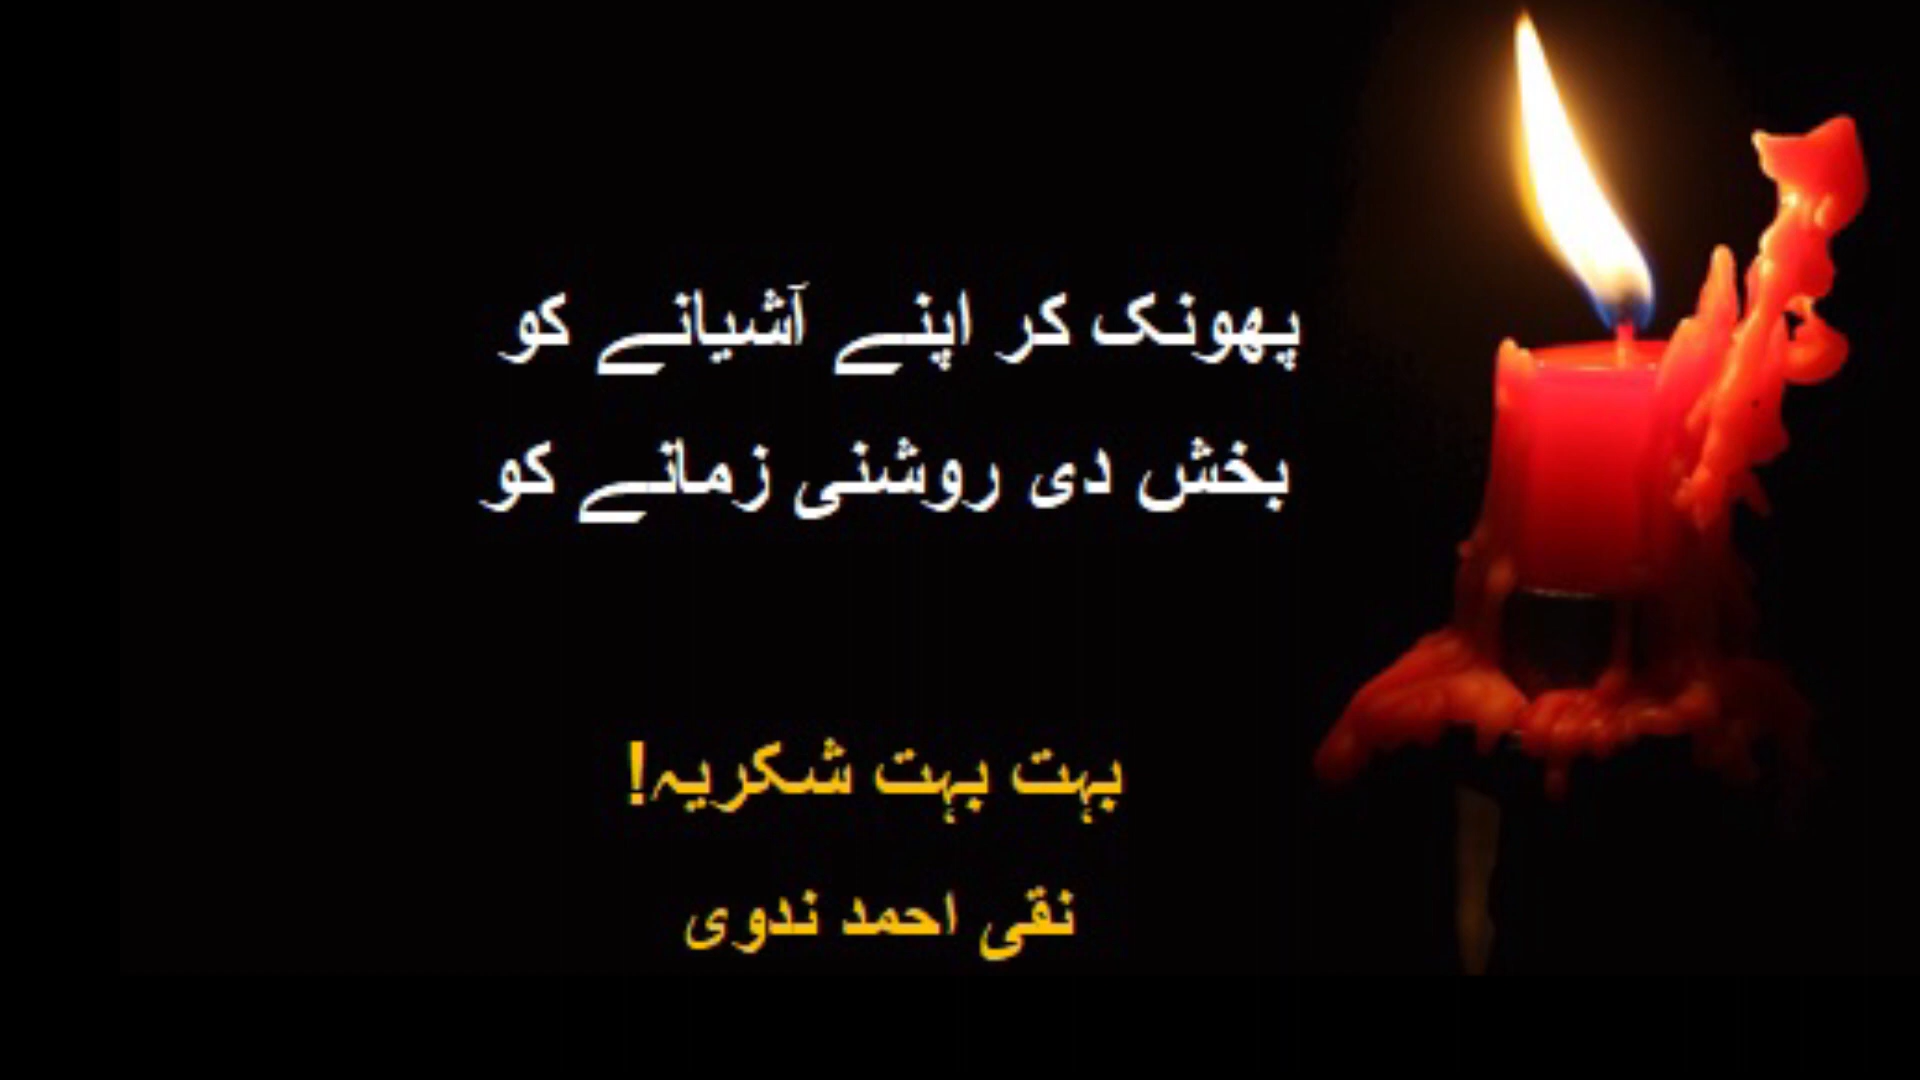 پھونک کر اپنے آشیانے کو
بخش دی روشنی زمانے کو
بہت بہت شکریہ!
نقی احمد ندوی